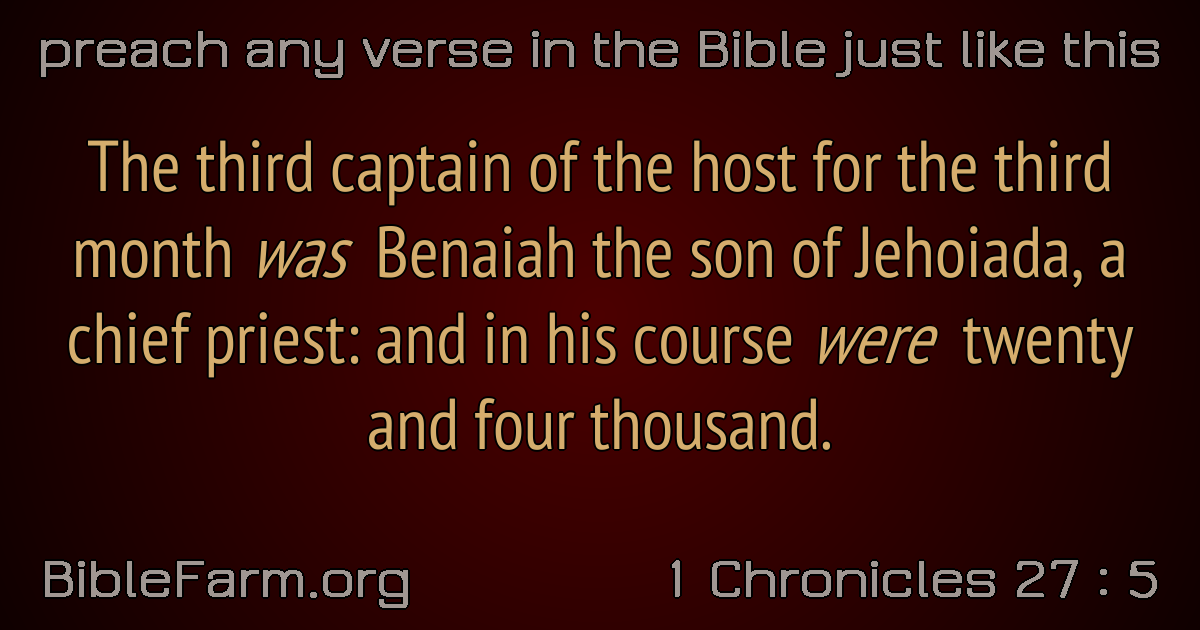 preach any verse in the Bible just like this
The third captain of the host for the third
month was Benaiah the son of Jehoiada, a
chief priest: and in his course were twenty
and four thousand.
BibleFarm.org
1 Chronicles 27 : 5